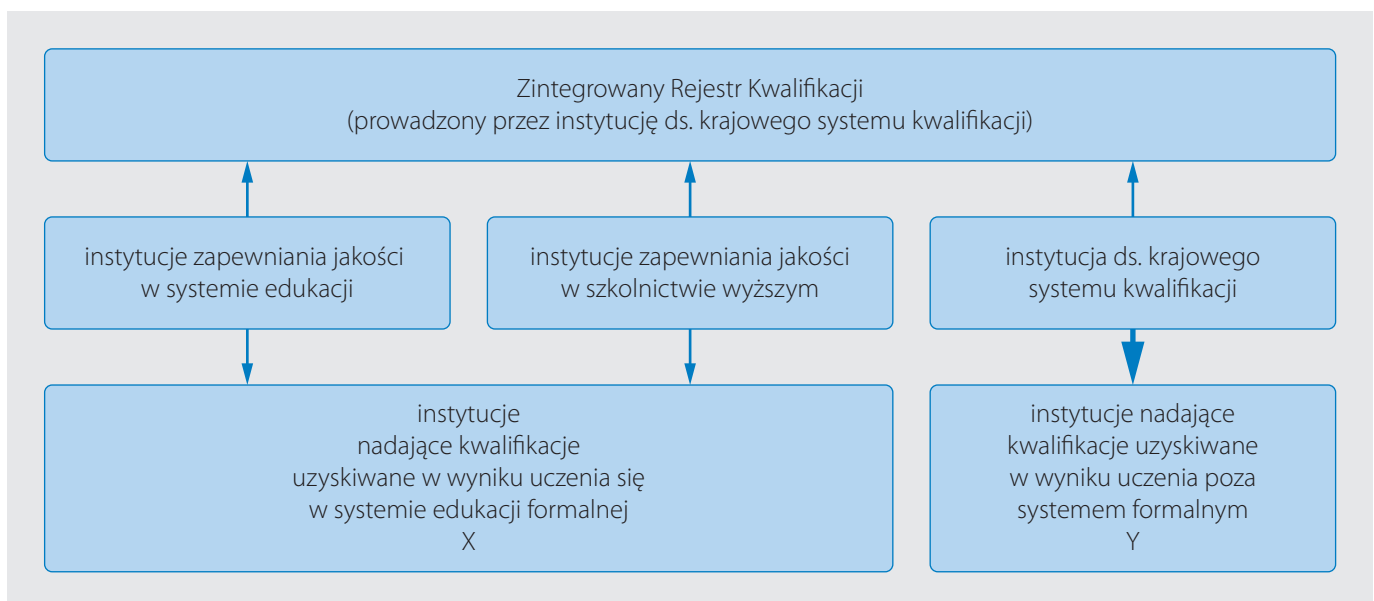 Zintegrowany Rejestr Kwalifikacji
(prowadzony przez instytucję ds. krajowego systemu kwalifikacji)
instytucje zapewniania jakości
w systemie edukacji
instytucje zapewniania jakości
w szkolnictwie wyższym
instytucja ds. krajowego
systemu kwalifikacji
instytucje
nadające kwalifikacje
uzyskiwane w wyniku uczenia się
w systemie edukacji formalnej
X
instytucje nadające
kwalifikacje uzyskiwane
w wyniku uczenia poza
systemem formalnym
Y